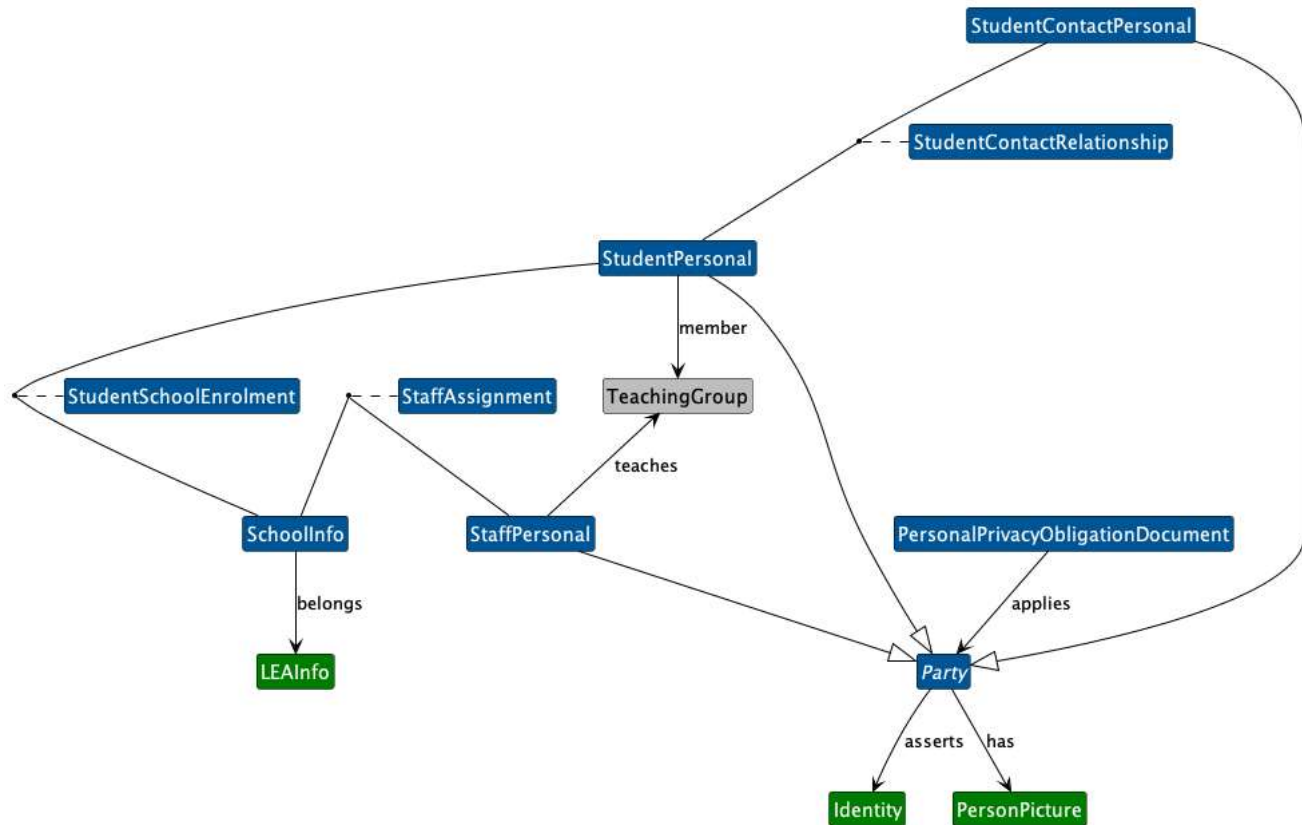 StudentContactPersonal
StudentContactRelationship
StudentPersonal
member
StudentSchoolEnrolment
StaffAssignment
TeachingGroup
teaches
SchoolInfo
StaffPersonal
PersonalPrivacyObligationDocument
belongs
applies
LEAInfo
Party
asserts
has
Identity
PersonPicture